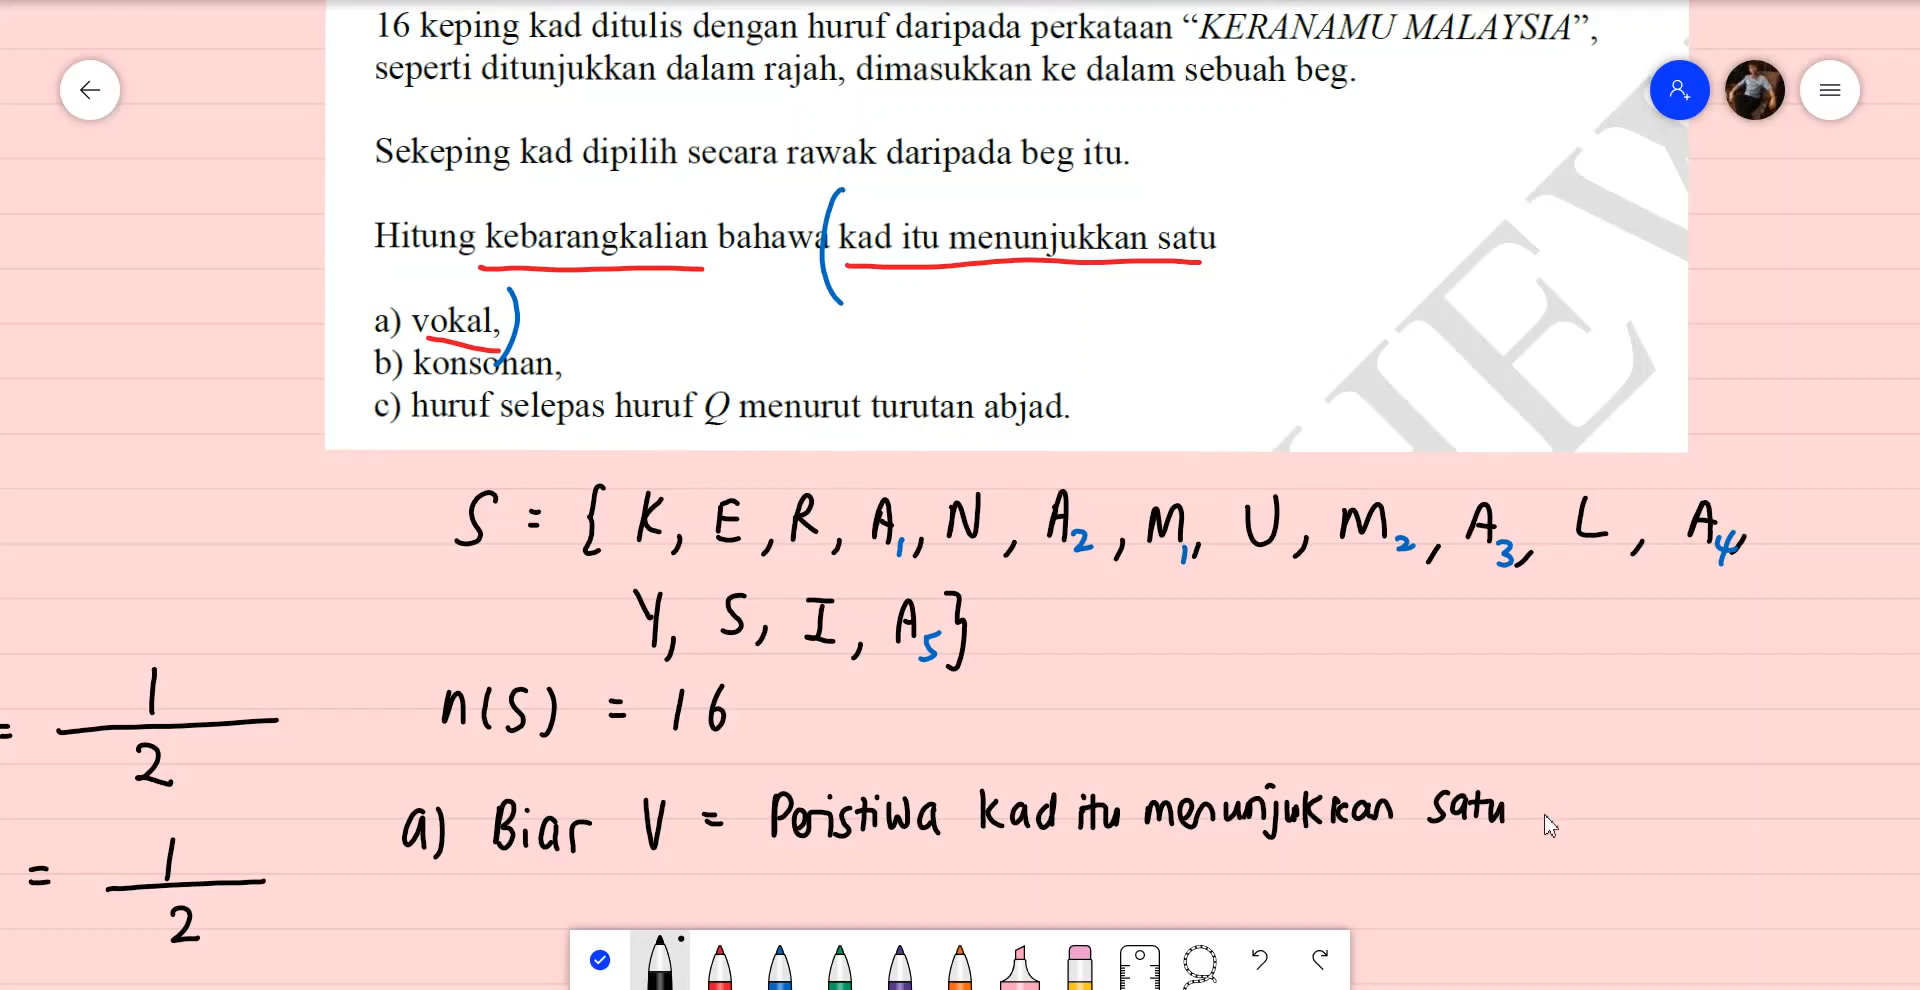 16 keping kad ditulis dengan huruf daripada perkataan “KERANAMU MALAYSIA”,
seperti ditunjukkan dalam rajah, dimasukkan ke dalam sebuah beg.
Sekeping kad dipilih secara rawak daripada beg itu.
Hitung kebarangkalian bahawa kad itu menunjukkan satu
a) vokal,
b) konsonan,
c) huruf selepas huruf Q menurut turutan abjad.
S = { K, E, R, A₁, N, A₂, M₁, U, M₂, A₃, L, A₄,
Y, S, I, A₅}
n(S) = 16
= 1/2
a) Biar V = Peristiwa kad itu menunjukkan satu
= 1/2